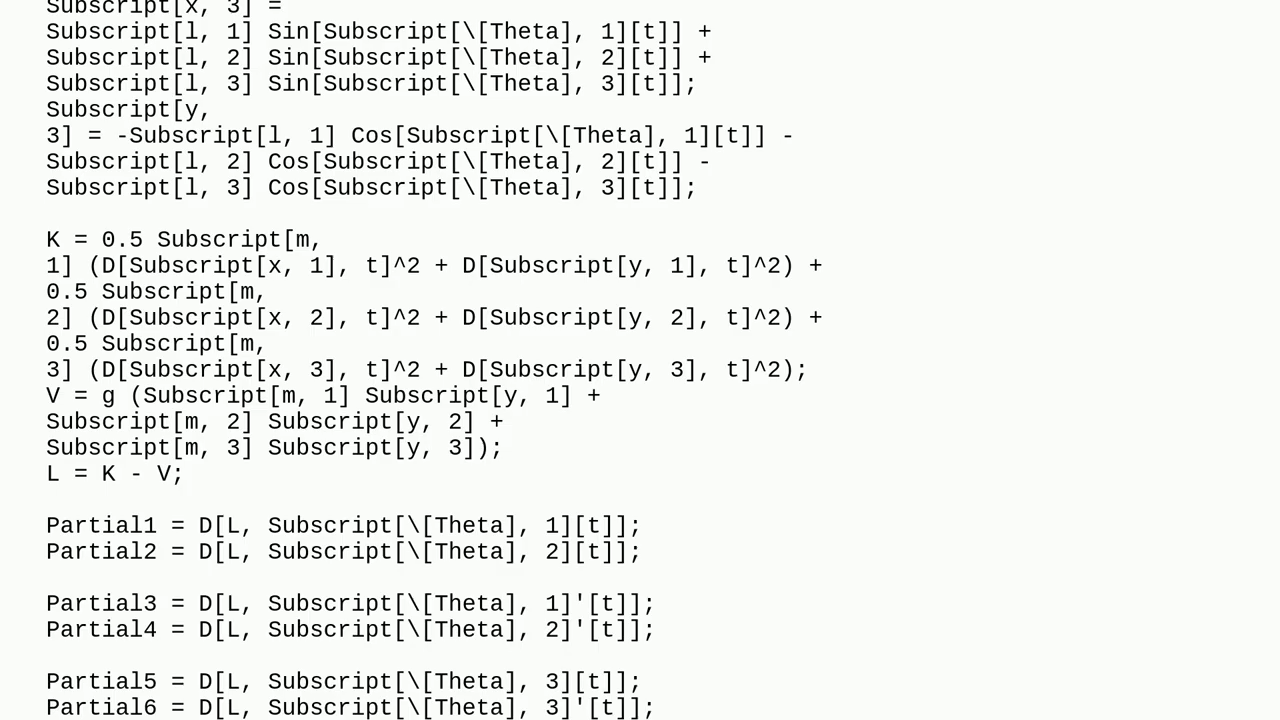 Subscript[x, 3] =
Subscript[l, 1] Sin[Subscript[\[Theta], 1][t]] +
Subscript[l, 2] Sin[Subscript[\[Theta], 2][t]] +
Subscript[l, 3] Sin[Subscript[\[Theta], 3][t]];
Subscript[y,
3] = -Subscript[l, 1] Cos[Subscript[\[Theta], 1][t]] -
Subscript[l, 2] Cos[Subscript[\[Theta], 2][t]] -
Subscript[l, 3] Cos[Subscript[\[Theta], 3][t]];
K = 0.5 Subscript[m,
1] (D[Subscript[x, 1], t]^2 + D[Subscript[y, 1], t]^2) +
0.5 Subscript[m,
2] (D[Subscript[x, 2], t]^2 + D[Subscript[y, 2], t]^2) +
0.5 Subscript[m,
3] (D[Subscript[x, 3], t]^2 + D[Subscript[y, 3], t]^2);
V = g (Subscript[m, 1] Subscript[y, 1] +
Subscript[m, 2] Subscript[y, 2] +
Subscript[m, 3] Subscript[y, 3]);
L = K - V;
Partial1 = D[L, Subscript[\[Theta], 1][t]];
Partial2 = D[L, Subscript[\[Theta], 2][t]];
Partial3 = D[L, Subscript[\[Theta], 1]'[t]];
Partial4 = D[L, Subscript[\[Theta], 2]'[t]];
Partial5 = D[L, Subscript[\[Theta], 3][t]];
Partial6 = D[L, Subscript[\[Theta], 3]'[t]];